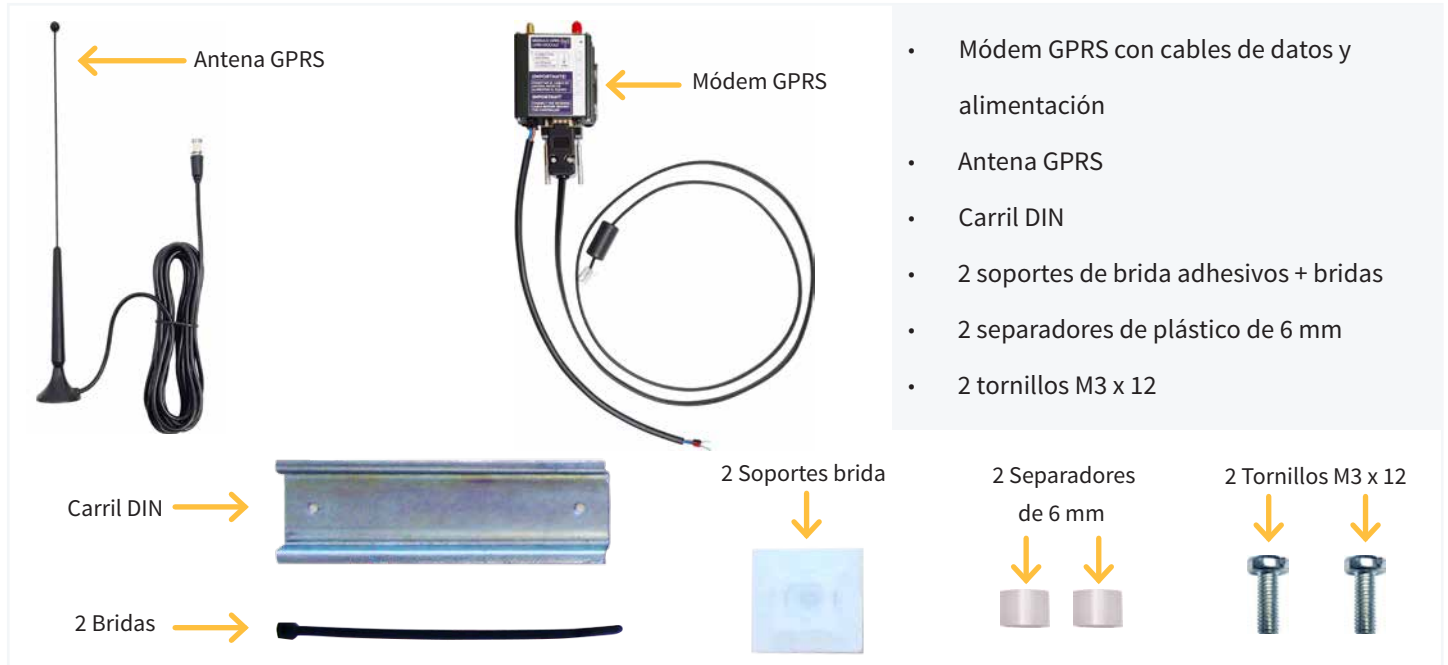 Antena GPRS
Módem GPRS
• Módem GPRS con cables de datos y
alimentación
• Antena GPRS
• Carril DIN
• 2 soportes de brida adhesivos + bridas
• 2 separadores de plástico de 6 mm
• 2 tornillos M3 x 12
IMPORTANTE!
IMPORTANT
Carril DIN
2 Bridas
2 Soportes brida
2 Separadores
de 6 mm
2 Tornillos M3 x 12